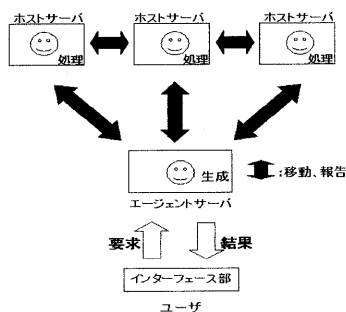 ホストサーバ ホストサーバ ホストサーバ
処理 処理 処理
生成
:移動、報告
エージェントサーバ
要求 結果
インターフェース部
ユーザ